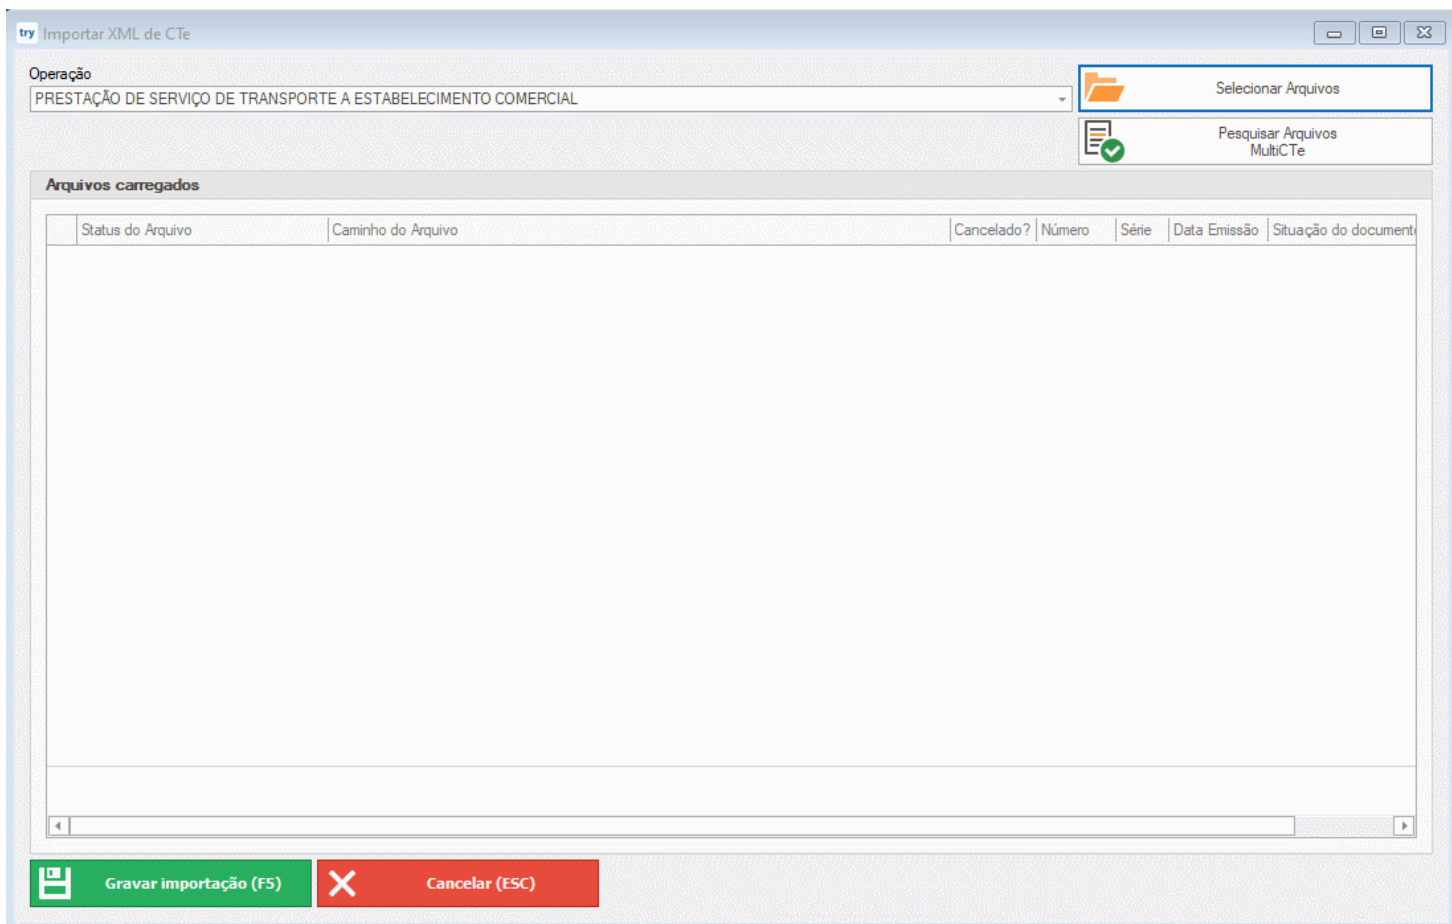 try Importar XML de CTe
Operação
PRESTAÇÃO DE SERVIÇO DE TRANSPORTE A ESTABELECIMENTO COMERCIAL
Selecionar Arquivos
Pesquisar Arquivos
MultiCTe
Arquivos carregados
Status do Arquivo Caminho do Arquivo Cancelado? Número Série Data Emissão Situação do document
Gravar importação (F5) Cancelar (ESC)